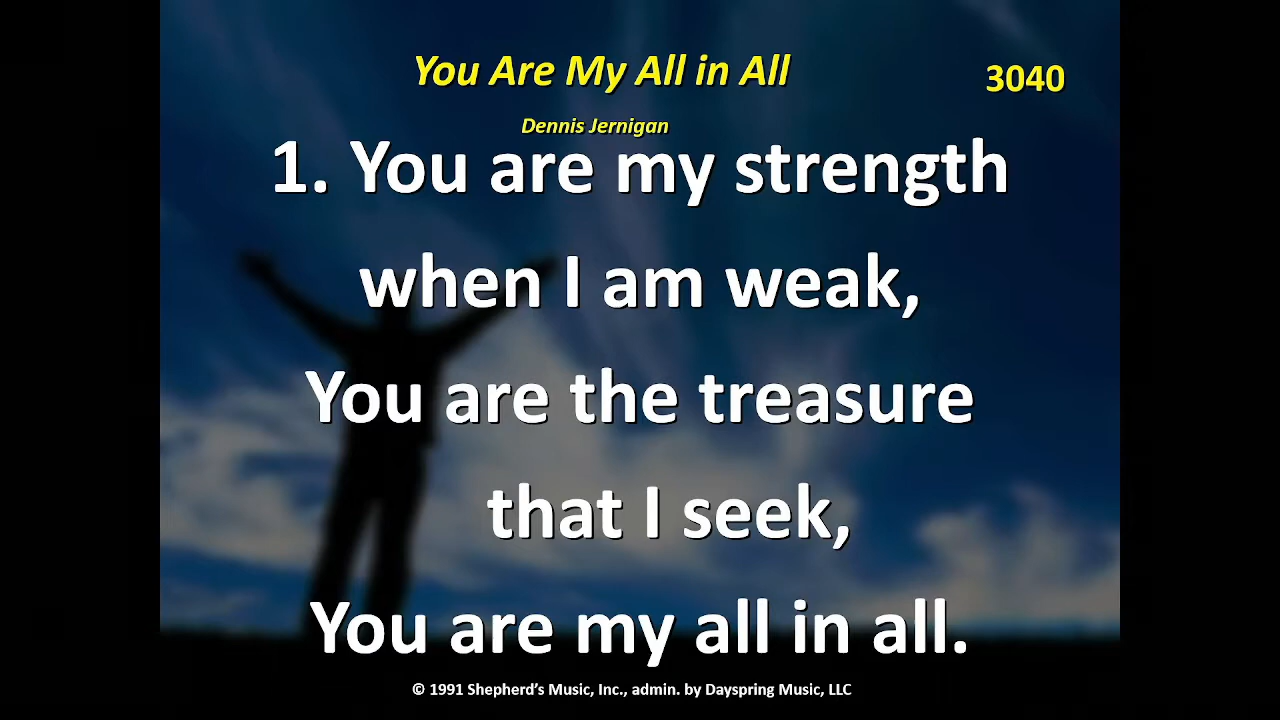 You Are My All in All
3040
Dennis Jernigan
1. You are my strength
when I am weak,
You are the treasure
that I seek,
You are my all in all.
© 1991 Shepherd’s Music, Inc., admin. by Dayspring Music, LLC